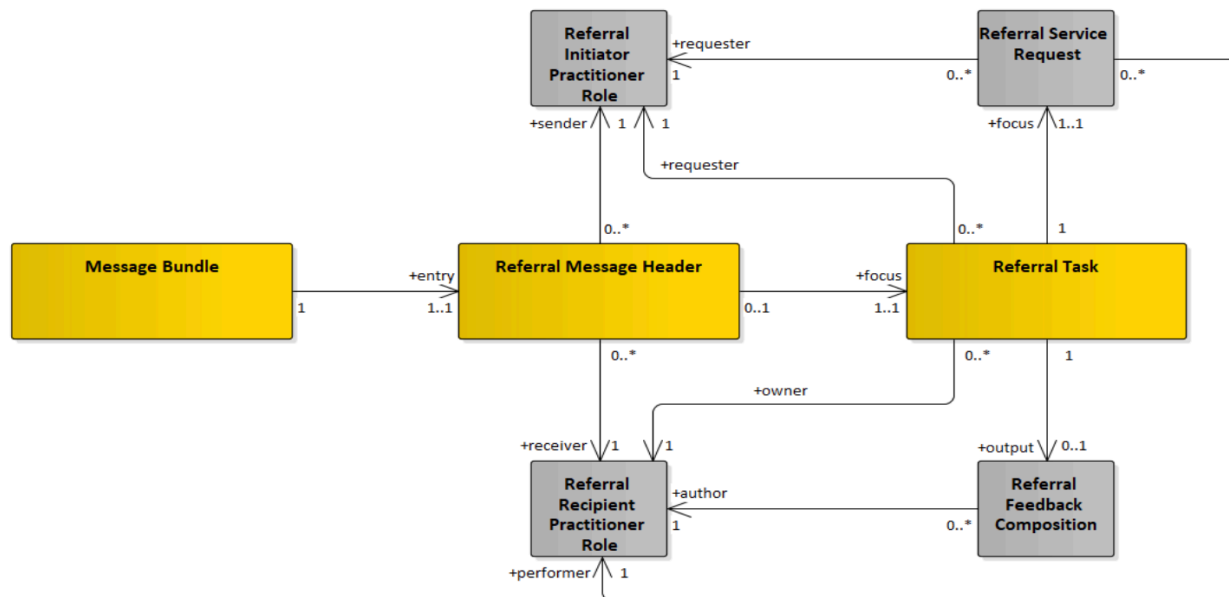 Referral
Initiator
Practitioner
Role
+requester
1
0..*
Referral Service
Request
0..*
+sender
1
1
+focus
1..1
+requester
0..*
0..*
1
Message Bundle
+entry
1
1..1
Referral Message Header
+focus
0..1
1..1
Referral Task
0..*
0..*
1
+owner
+receiver
1
1
+output
0..1
Referral
Recipient
Practitioner
Role
+author
1
0..*
Referral
Feedback
Composition
+performer
1